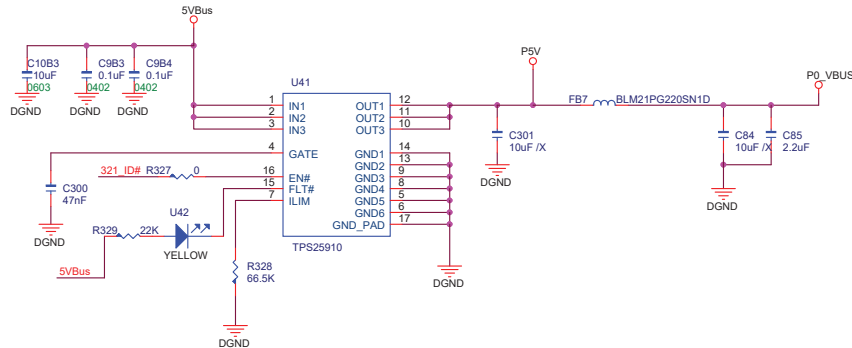 5VBus
C10B3
10uF
0603
C9B3
0.1uF
0402
C9B4
0.1uF
0402
DGND
DGND
DGND
U41
1 IN1 OUT1 12
2 IN2 OUT2 11
3 IN3 OUT3 10
4 GATE GND1 14
GND2 13
16 EN# GND3 9
15 FLT# GND4 8
7 ILIM GND5 5
GND6 6
GND_PAD 17
TPS25910
P5V
P0_VBUS
FB7 BLM21PG220SN1D
C301
10uF /X
DGND
C84
10uF /X
C85
2.2uF
DGND
321_ID# R327 0
C300
47nF
DGND
U42
R329 22K
YELLOW
5VBus
R328
66.5K
DGND
DGND